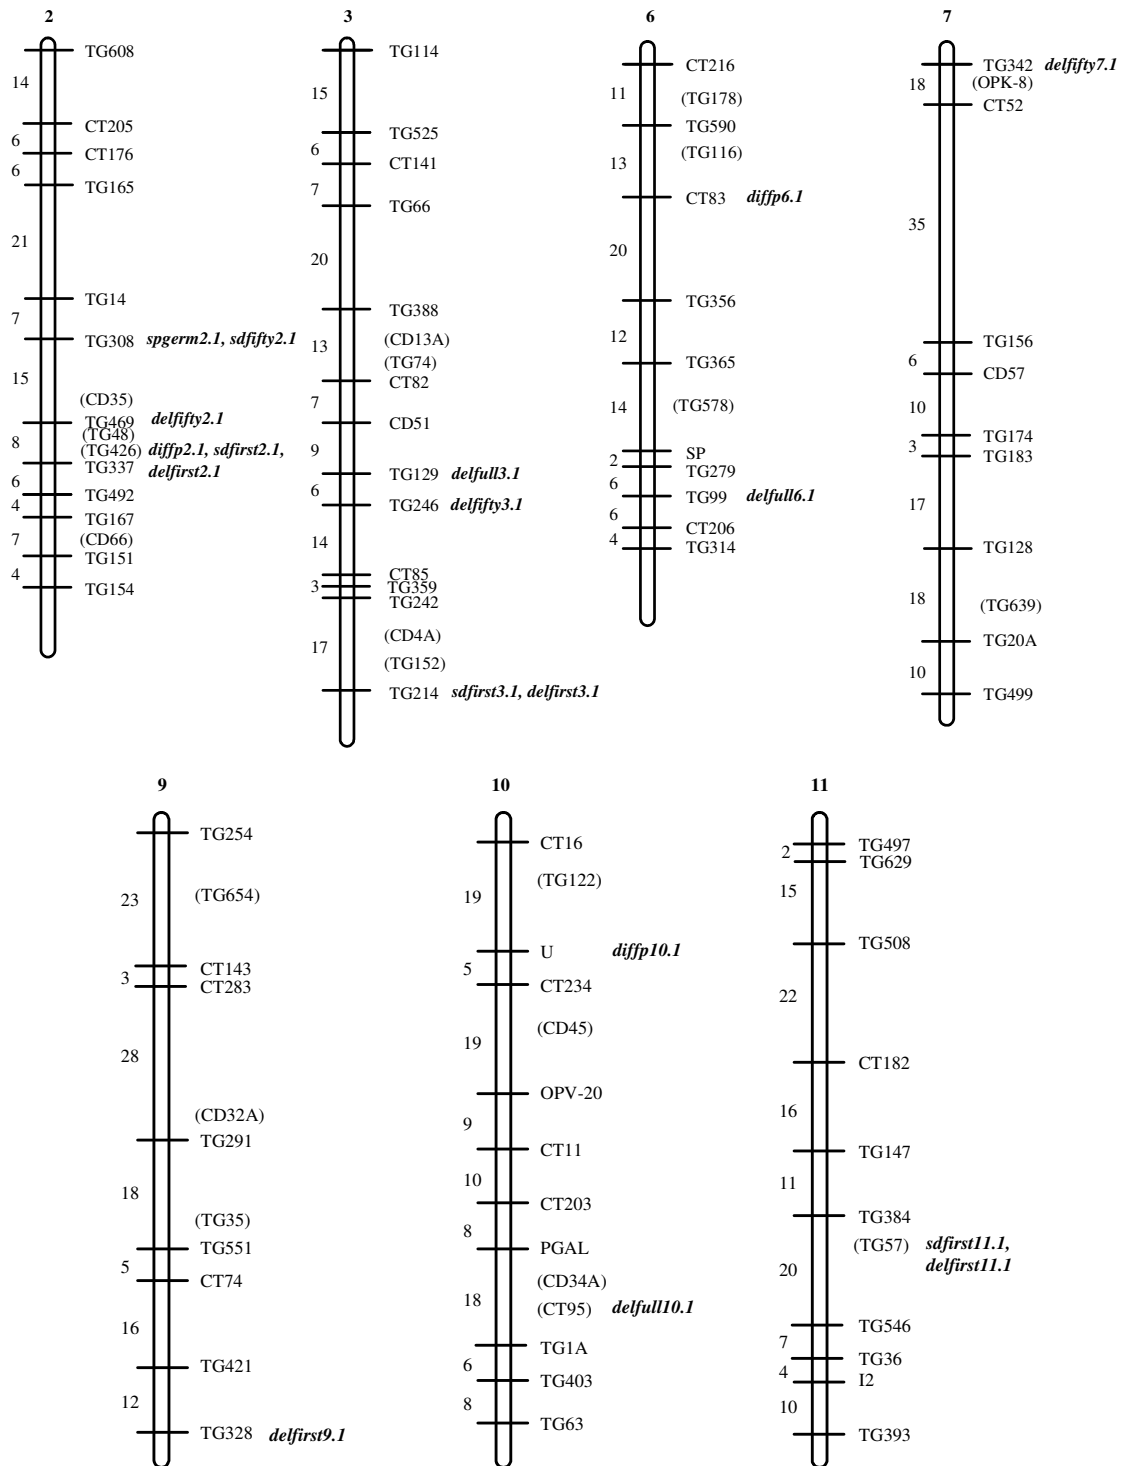 2
TG608
14
CT205
6
CT176
6
TG165
21
TG14
7
TG308 spgerm2.1, sdfifty2.1
15
(CD35)
TG469 delfifty2.1
(TG48)
8
(TG426) diffp2.1, sdfirst2.1,
TG337 delfirst2.1
6
TG492
4
TG167
7
(CD66)
TG151
4
TG154
3
TG114
15
TG525
6
CT141
7
TG66
20
TG388
(CD13A)
13
(TG74)
CT82
7
CD51
9
TG129 delfull3.1
6
TG246 delfifty3.1
14
CT85
3
TG359
TG242
(CD4A)
17
(TG152)
TG214 sdfirst3.1, delfirst3.1
6
CT216
11
(TG178)
TG590
(TG116)
13
CT83 diffp6.1
20
TG356
12
TG365
14
(TG578)
SP
2
TG279
6
TG99 delfull6.1
6
CT206
4
TG314
7
TG342 delfifty7.1
18
(OPK-8)
CT52
35
TG156
6
CD57
10
TG174
3
TG183
17
TG128
18
(TG639)
TG20A
10
TG499
9
TG254
23
(TG654)
CT143
3
CT283
28
(CD32A)
TG291
18
(TG35)
TG551
5
CT74
16
TG421
12
TG328 delfirst9.1
10
CT16
(TG122)
19
U diffp10.1
5
CT234
(CD45)
19
OPV-20
9
CT11
10
CT203
8
PGAL
(CD34A)
18
(CT95) delfull10.1
TG1A
6
TG403
8
TG63
11
TG497
2
TG629
15
TG508
22
CT182
16
TG147
11
TG384
(TG57) sdfirst11.1,
delfirst11.1
20
TG546
7
TG36
4
I2
10
TG393